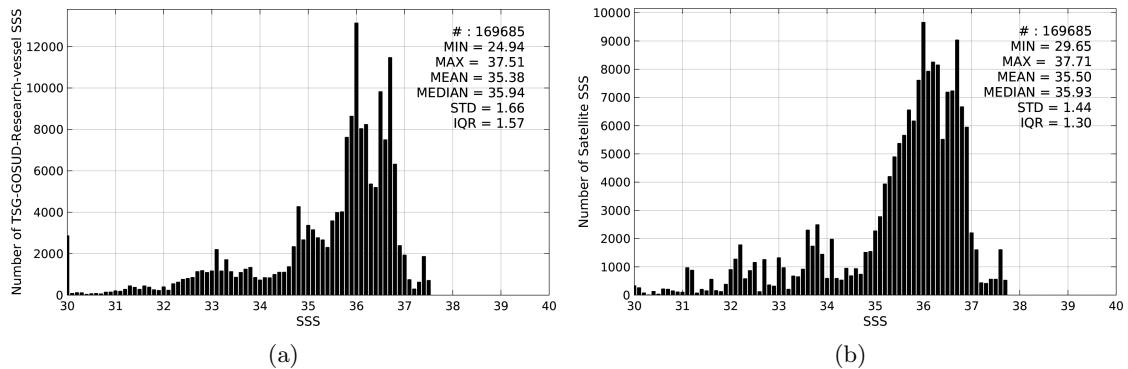 Number of TSG-GOSUD-Research-vessel SSS
12000
10000
8000
6000
4000
2000
0
# : 169685
MIN = 24.94
MAX = 37.51
MEAN = 35.38
MEDIAN = 35.94
STD = 1.66
IQR = 1.57
30 31 32 33 34 35 36 37 38 39 40
SSS
(a)
Number of Satellite SSS
10000
9000
8000
7000
6000
5000
4000
3000
2000
1000
0
# : 169685
MIN = 29.65
MAX = 37.71
MEAN = 35.50
MEDIAN = 35.93
STD = 1.44
IQR = 1.30
30 31 32 33 34 35 36 37 38 39 40
SSS
(b)